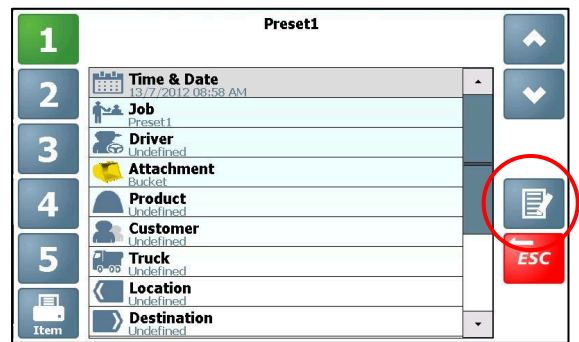 Preset1
1
2
3
4
5
Item
Time & Date
13/7/2012 08:58 AM
Job
Preset1
Driver
Undefined
Attachment
Bucket
Product
Undefined
Customer
Undefined
Truck
Undefined
Location
Undefined
Destination
Undefined
ESC